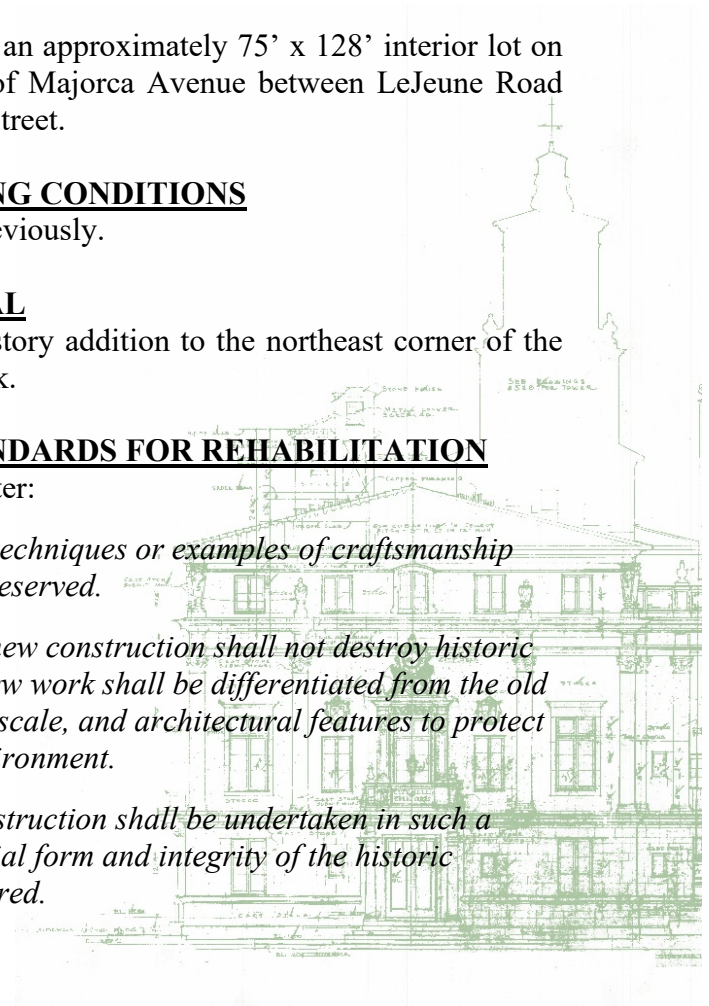 an approximately 75’ x 128’ interior lot on
of Majorca Avenue between LeJeune Road
treet.
NG CONDITIONS
eviously.
AL
story addition to the northeast corner of the
k.
NDARDS FOR REHABILITATION
ter:
echniques or examples of craftsmanship
eserved.
new construction shall not destroy historic
w work shall be differentiated from the old
scale, and architectural features to protect
ironment.
struction shall be undertaken in such a
ial form and integrity of the historic
red.